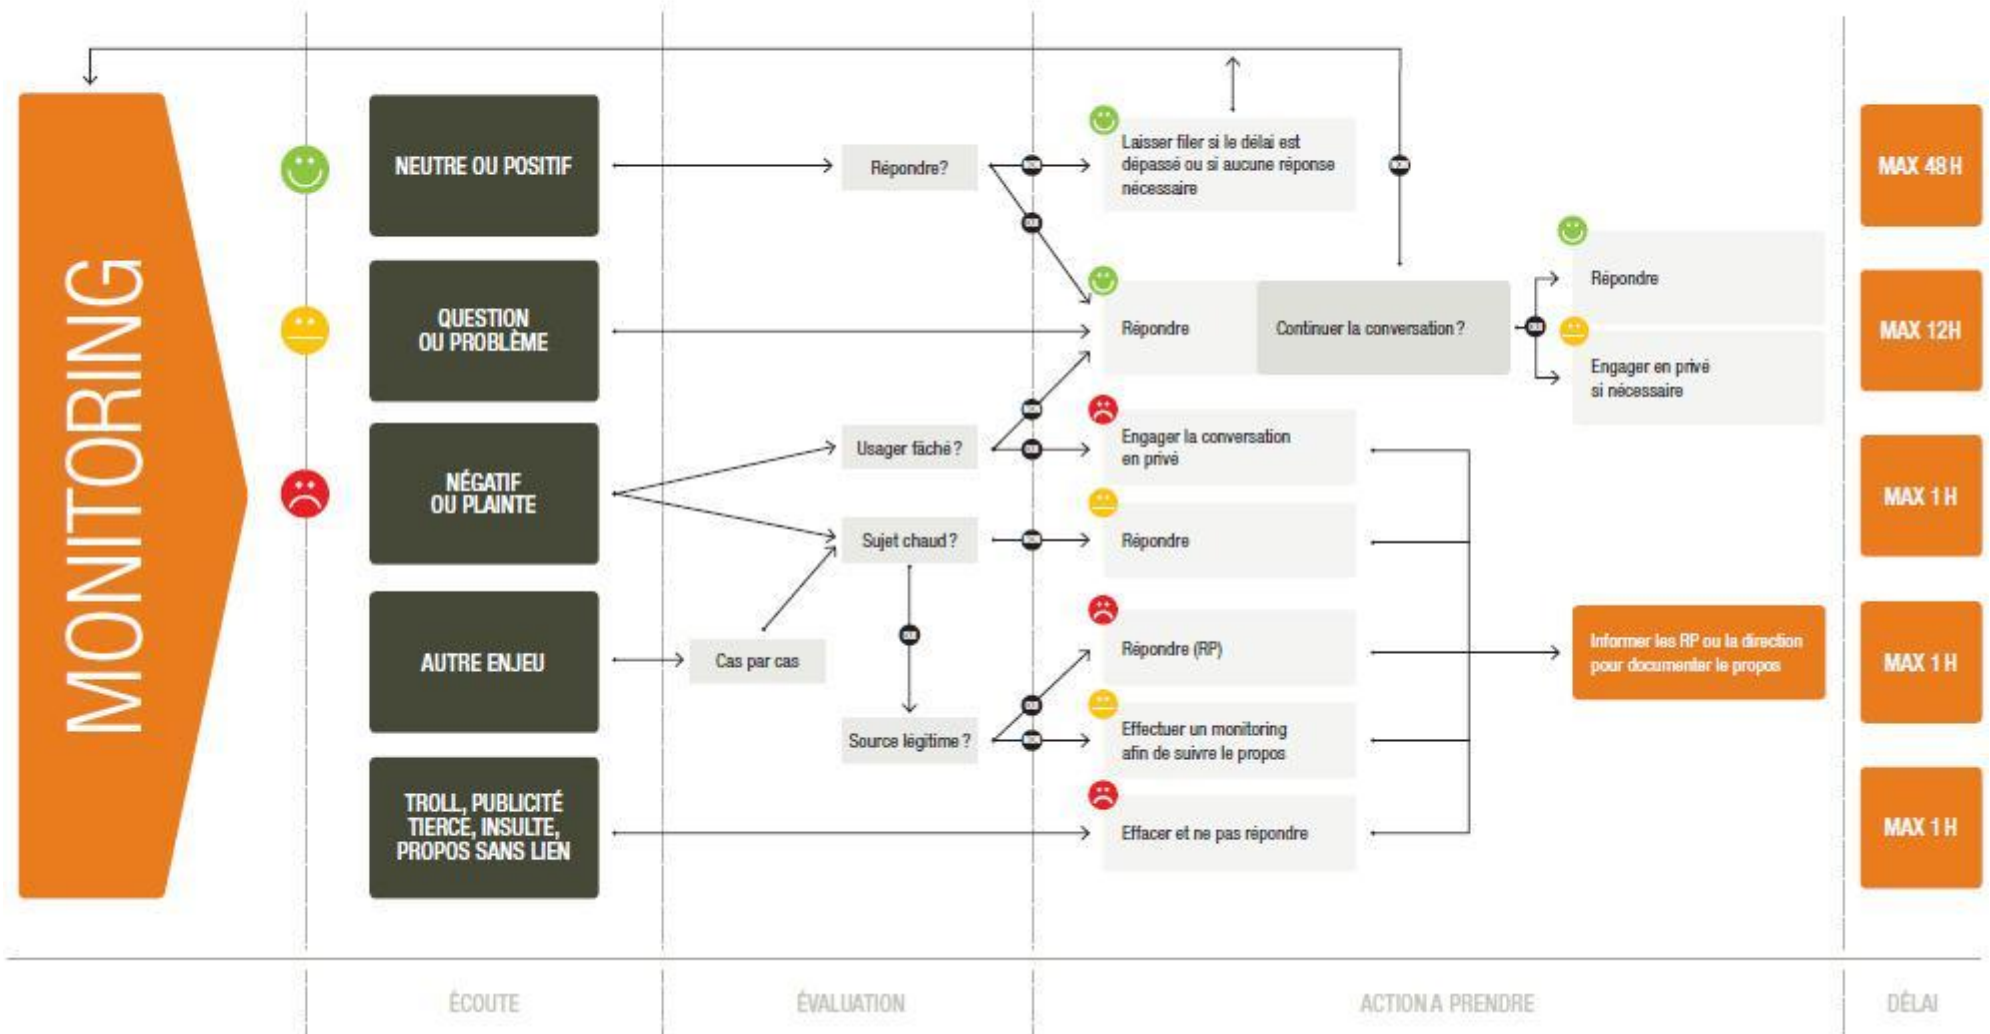 MONITORING
NEUTRE OU POSITIF
Répondre?
Laisser filer si le délai est
dépassé ou si aucune réponse
nécessaire
MAX 48 H
QUESTION
OU PROBLÈME
Répondre
Continuer la conversation ?
Répondre
Engager en privé
si nécessaire
MAX 12H
NÉGATIF
OU PLAINTE
Usager fâché ?
Engager la conversation
en privé
Sujet chaud ?
Répondre
MAX 1 H
AUTRE ENJEU
Cas par cas
Répondre (RP)
Informer les RP ou la direction
pour documenter le propos
MAX 1 H
Source légitime ?
Effectuer un monitoring
afin de suivre le propos
TROLL, PUBLICITÉ
TIERCE, INSULTE,
PROPOS SANS LIEN
Effacer et ne pas répondre
MAX 1 H
ÉCOUTE
ÉVALUATION
ACTION A PRENDRE
DÉLAI